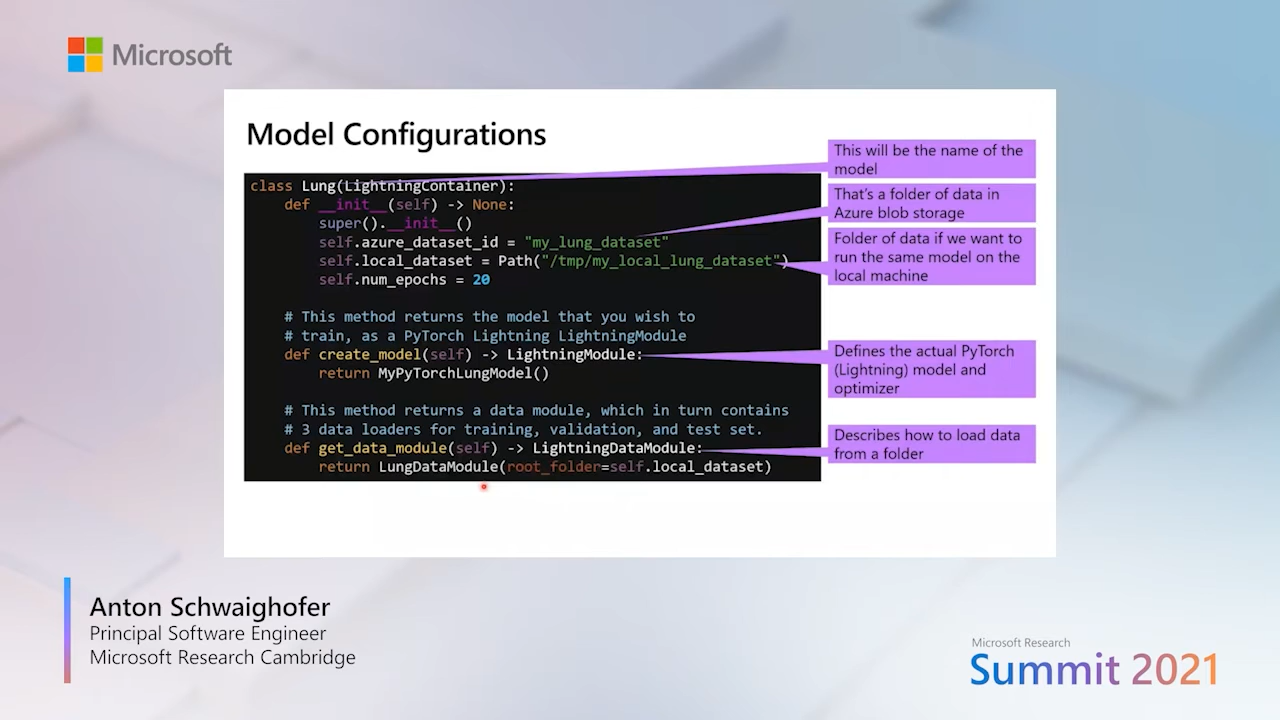 Microsoft
Model Configurations
class Lung(LightningContainer):
def __init__(self) -> None:
super().__init__()
self.azure_dataset_id = "my_lung_dataset"
self.local_dataset = Path("/tmp/my_local_lung_dataset")
self.num_epochs = 20
# This method returns the model that you wish to
# train, as a PyTorch Lightning LightningModule
def create_model(self) -> LightningModule:
return MyPyTorchLungModel()
# This method returns a data module, which in turn contains
# 3 data loaders for training, validation, and test set.
def get_data_module(self) -> LightningDataModule:
return LungDataModule(root_folder=self.local_dataset)
This will be the name of the
model
That's a folder of data in
Azure blob storage
Folder of data if we want to
run the same model on the
local machine
Defines the actual PyTorch
(Lightning) model and
optimizer
Describes how to load data
from a folder
Anton Schwaighofer
Principal Software Engineer
Microsoft Research Cambridge
Microsoft Research
Summit 2021